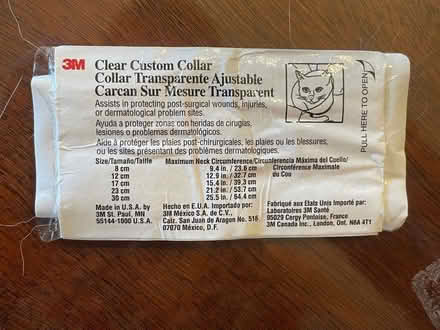 3M Clear Custom Collar
Collar Transparente Ajustable
Carcan Sur Mesure Transparent
Assists in protecting post-surgical wounds, injuries,
or dermatological problem sites.
Ayuda a proteger zonas con heridas de cirugías,
lesiones o problemas dermatológicos.
Aide à protéger les plaies post-chirurgicales, les plaies ou les blessures,
ou les sites présentant des problèmes dermatologiques.
Size/Tamaño/Taille Maximum Neck Circumference/Circunferencia Máxima del Cuello/
Circonférence Maximale
du Cou
8 cm 9.4 in./ 23.8 cm
12 cm 12.9 in./ 32.7 cm
17 cm 15.4 in./ 39.3 cm
23 cm 21.2 in./ 53.7 cm
30 cm 25.5 in./ 64.4 cm
Made in U.S.A. by
3M St. Paul, MN
55144-1000 U.S.A.
Hecho en E.U.A. Importado por:
3M México S.A. de C.V.,
Calz. San Juan de Aragon No. 516
07070 México, D.F.
Fabriqué aux Etats Unis Importé par:
Laboratoires 3M Santé
95029 Cergy Pontoise, France
3M Canada Inc., London, Ont. N6A 4T1
PULL HERE TO OPEN